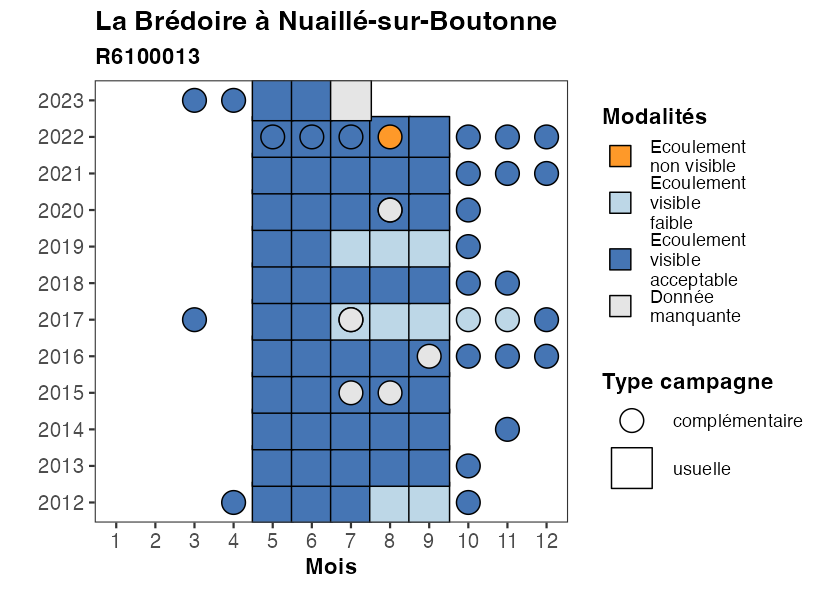 La Brédoire à Nuaillé-sur-Boutonne
R6100013
2023
2022
2021
2020
2019
2018
2017
2016
2015
2014
2013
2012
1 2 3 4 5 6 7 8 9 10 11 12
Mois
Modalités
Ecoulement
non visible
Ecoulement
visible
faible
Ecoulement
visible
acceptable
Donnée
manquante
Type campagne
complémentaire
usuelle